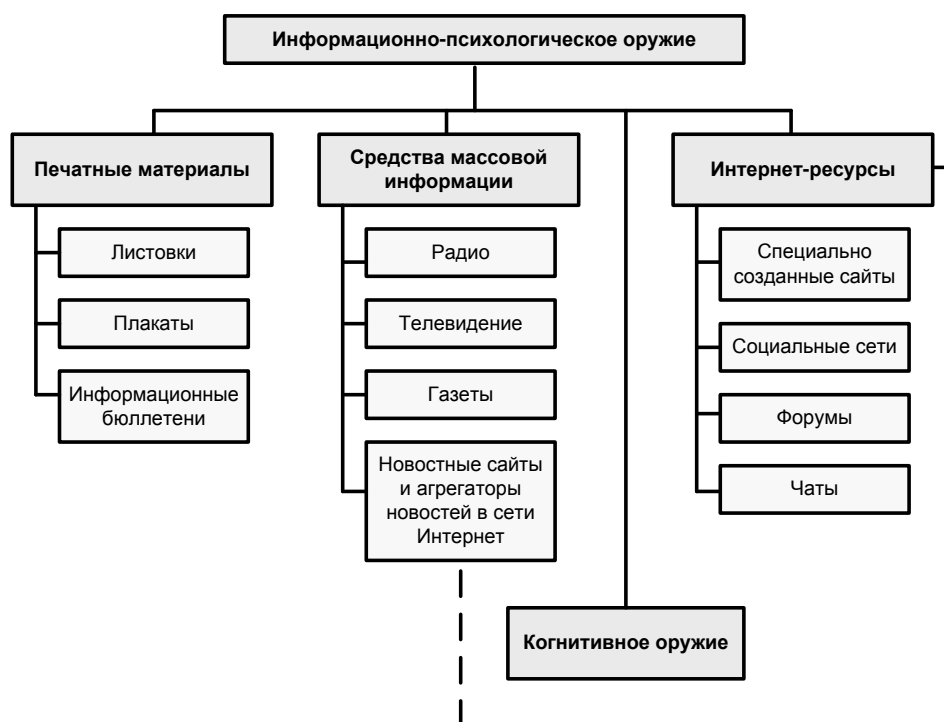 Информационно-психологическое оружие
Печатные материалы
Листовки
Плакаты
Информационные
бюллетени
Средства массовой
информации
Радио
Телевидение
Газеты
Новостные сайты
и агрегаторы
новостей в сети
Интернет
Когнитивное оружие
Интернет-ресурсы
Специально
созданные сайты
Социальные сети
Форумы
Чаты